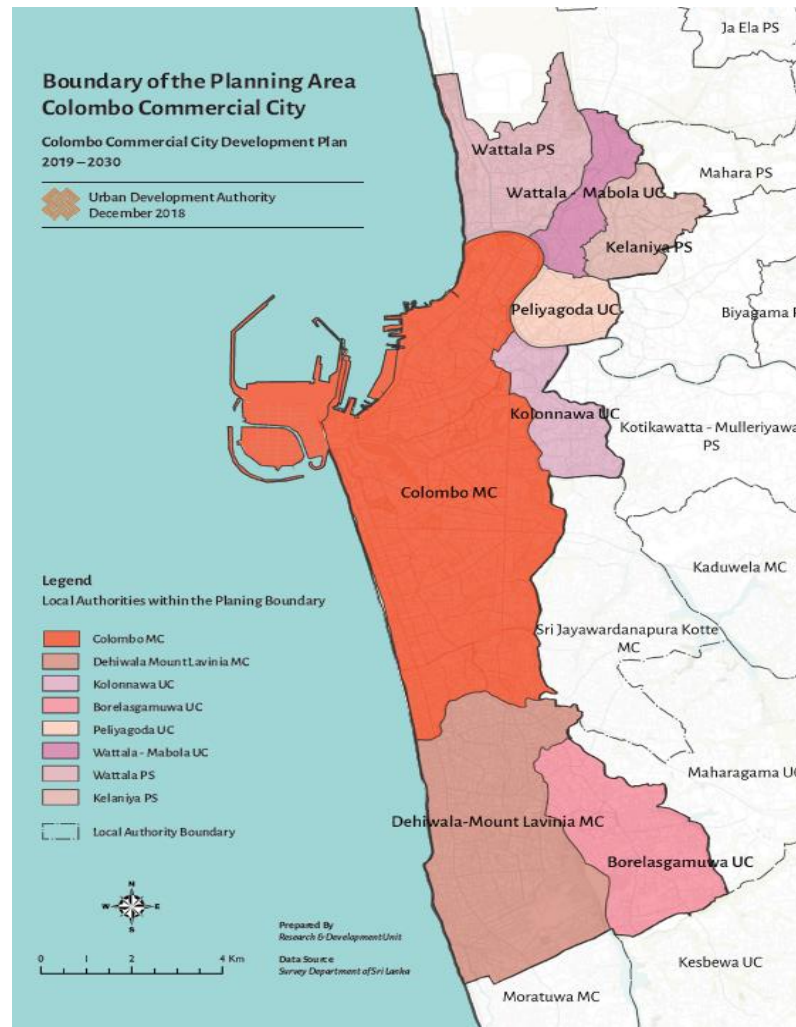 Boundary of the Planning Area
Colombo Commercial City
Colombo Commercial City Development Plan
2019 – 2030
Urban Development Authority
December 2018
Ja Ela PS
Wattala PS
Mahara PS
Wattala - Mabola UC
Kelaniya PS
Peliyagoda UC
Biyagama P
Kolonnawa UC
Kotikawatta - Mulleriyawa
PS
Colombo MC
Kaduwela MC
Sri Jayawardanapura Kotte
MC
Maharagama UC
Dehiwala-Mount Lavinia MC
Borelasgamuwa UC
Kesbewa UC
Moratuwa MC
Legend
Local Authorities within the Planing Boundary
Colombo MC
Dehiwala Mount Lavinia MC
Kolonnawa UC
Borelasgamuwa UC
Peliyagoda UC
Wattala - Mabola UC
Wattala PS
Kelaniya PS
Local Authority Boundary
N
W E
S
0 1 2 4 Km
Prepared By
Research & Development Unit
Data Source
Survey Department of Sri Lanka